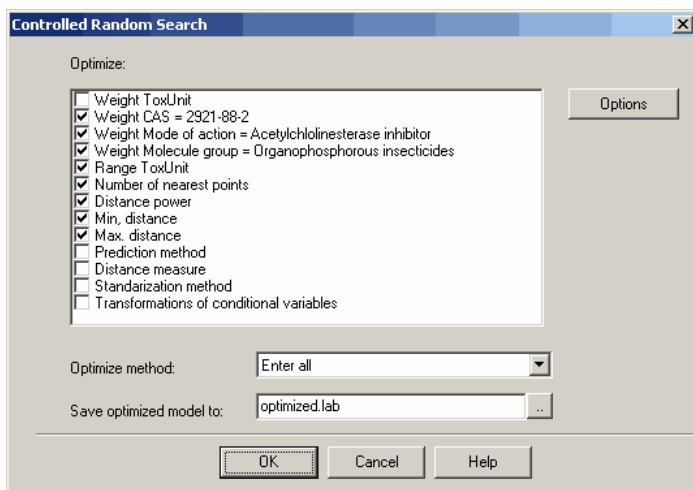 Controlled Random Search
Optimize:
Weight ToxUnit
Weight CAS = 2921-88-2
Weight Mode of action = Acetylchlolinesterase inhibitor
Weight Molecule group = Organophosphorous insecticides
Range ToxUnit
Number of nearest points
Distance power
Min, distance
Max. distance
Prediction method
Distance measure
Standarization method
Transformations of conditional variables
Options
Optimize method:
Enter all
Save optimized model to:
optimized.lab
..
OK
Cancel
Help